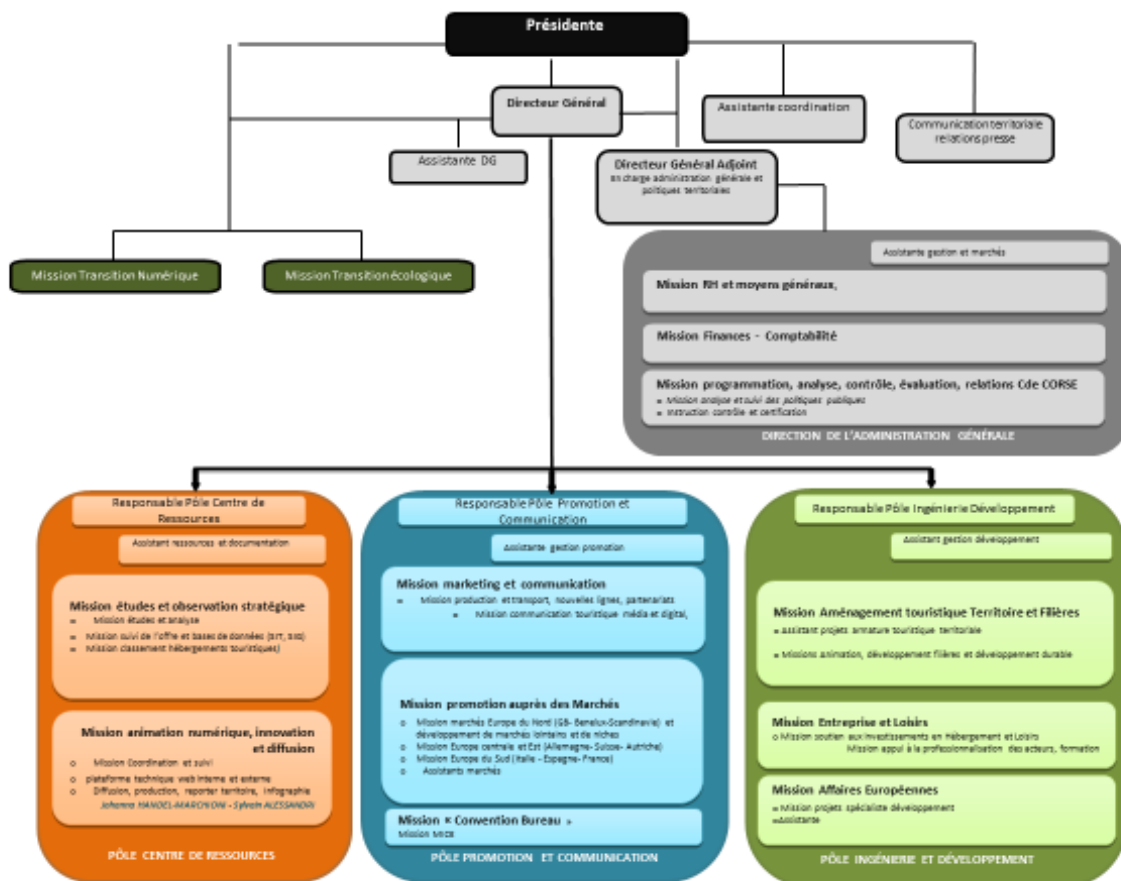 Présidente
Directeur Général
Assistante coordination
Communication territoriale
relations presse
Assistante DG
Directeur Général Adjoint
en charge administration générale et
politiques territoriales
Mission Transition Numérique
Mission Transition écologique
Assistante gestion et marchés
Mission RH et moyens généraux,
Mission Finances - Comptabilité
Mission programmation, analyse, contrôle, évaluation, relations Cde CORSE
Mission analyse et suivi des politiques publiques
Instruction contrôle et certification
DIRECTION DE L'ADMINISTRATION GÉNÉRALE
Responsable Pôle Centre de
Ressources
Assistant ressources et documentation
Mission études et observation stratégique
Mission études et analyse
Mission suivi de l'offre et bases de données (SIT, SIG)
Mission classement hébergements touristiques)
Mission animation numérique, innovation
et diffusion
o Mission Coordination et suivi
o plateforme technique web interne et externe
o Diffusion, production, reporter territoire, infographie
Johanna HANDEL-MARCHIONI - Sylvain ALESSANDRI
PÔLE CENTRE DE RESSOURCES
Responsable Pôle Promotion et
Communication
Assistante gestion promotion
Mission marketing et communication
Mission production et transport, nouvelles lignes, partenariats
Mission communication touristique média et digital,
Mission promotion auprès des Marchés
o Mission marchés Europe du Nord (GB- Benelux-Scandinavie) et
développement de marchés lointains et de niches
o Mission Europe centrale et Est (Allemagne- Suisse- Autriche)
o Mission Europe du Sud (Italie - Espagne- France)
o Assistants marchés
Mission « Convention Bureau »
Mission MICE
PÔLE PROMOTION ET COMMUNICATION
Responsable Pôle Ingénierie Développement
Assistant gestion développement
Mission Aménagement touristique Territoire et Filières
Assistant projets armature touristique territoriale
Missions animation, développement filières et développement durable
Mission Entreprise et Loisirs
o Mission soutien aux investissements en Hébergement et Loisirs
Mission appui à la professionnalisation des acteurs, formation
Mission Affaires Européennes
Mission projets spécialiste développement
Assistante
PÔLE INGÉNIERIE ET DÉVELOPPEMENT